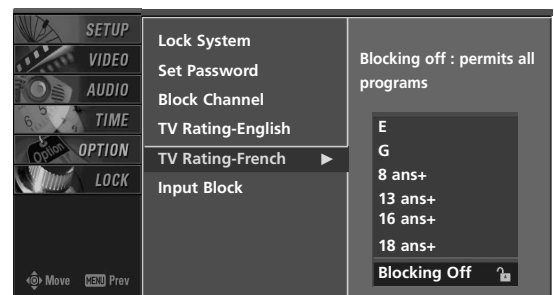 SETUP
VIDEO
AUDIO
TIME
OPTION
LOCK
Move MENU Prev
Lock System
Set Password
Block Channel
TV Rating-English
TV Rating-French
Input Block
Blocking off : permits all
programs
E
G
8 ans+
13 ans+
16 ans+
18 ans+
Blocking Off